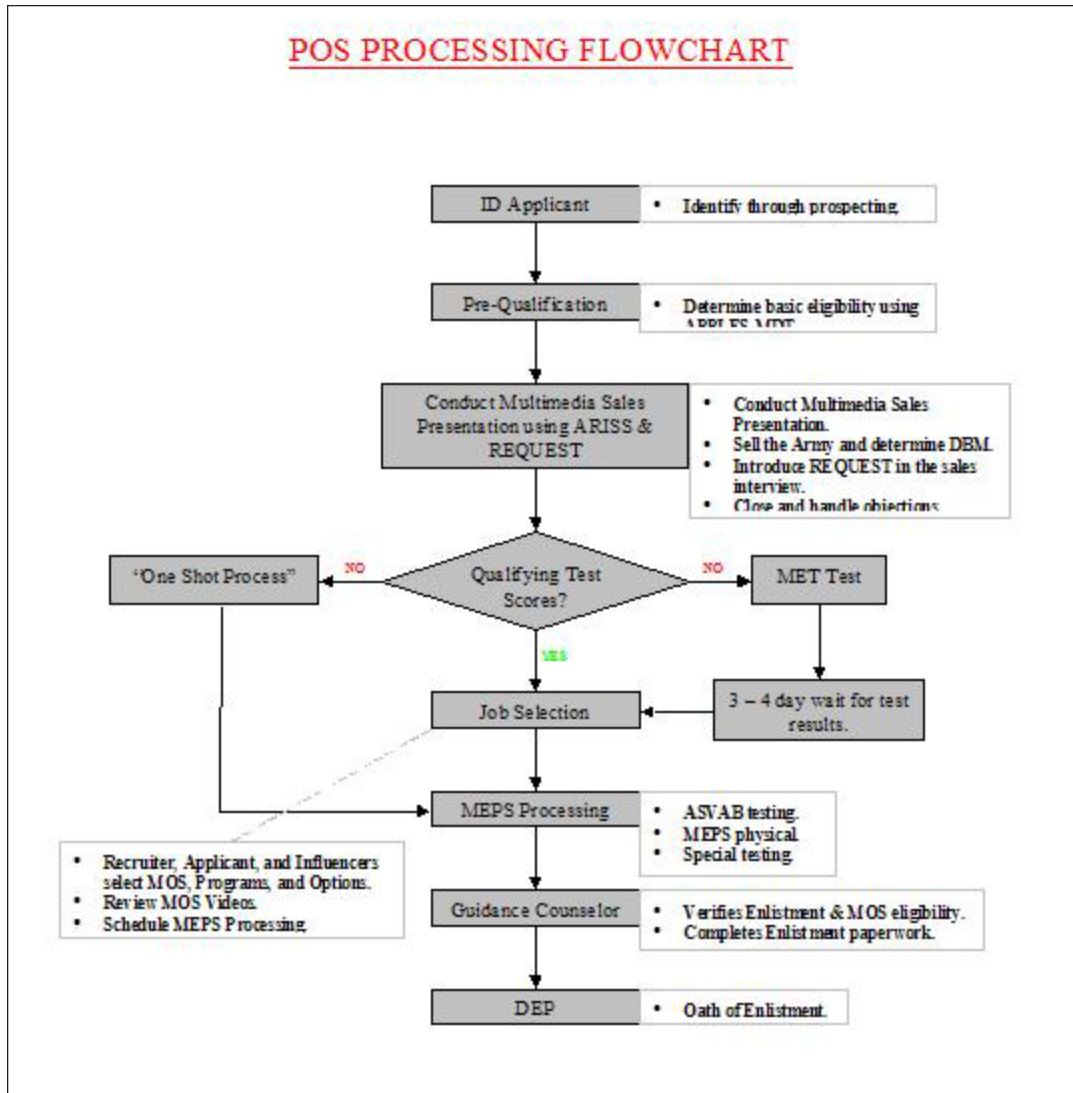 POS PROCESSING FLOWCHART
ID Applicant
• Identify through prospecting.
Pre-Qualification
• Determine basic eligibility using
APPLES-MDT
Conduct Multimedia Sales
Presentation using ARISS &
REQUEST
• Conduct Multimedia Sales
Presentation.
• Sell the Army and determine DBM.
• Introduce REQUEST in the sales
interview.
• Close and handle objections
"One Shot Process"
NO
Qualifying Test
Scores?
NO
MET Test
YES
Job Selection
3 – 4 day wait for test
results.
MEPS Processing
• ASVAB testing.
• MEPS physical.
• Special testing.
• Recruiter, Applicant, and Influencers
select MOS, Programs, and Options.
• Review MOS Videos.
• Schedule MEPS Processing.
Guidance Counselor
• Verifies Enlistment & MOS eligibility.
• Completes Enlistment paperwork.
DEP
• Oath of Enlistment.